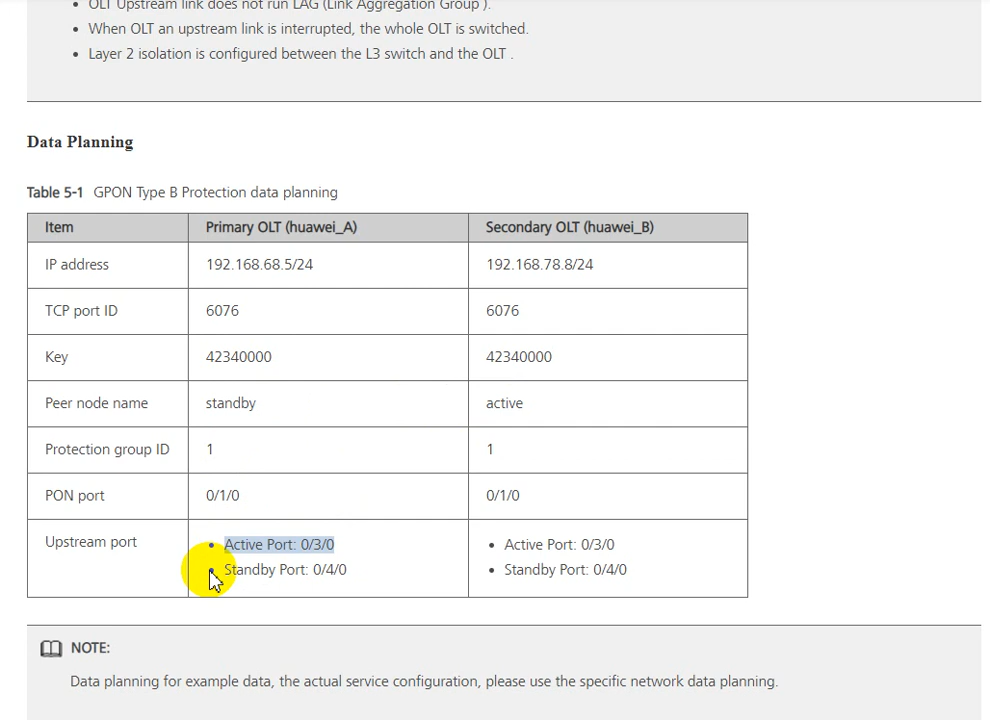 • OLT Upstream link does not run LAG (Link Aggregation Group ).
• When OLT an upstream link is interrupted, the whole OLT is switched.
• Layer 2 isolation is configured between the L3 switch and the OLT .
Data Planning
Table 5-1 GPON Type B Protection data planning
Item Primary OLT (huawei_A) Secondary OLT (huawei_B)
IP address 192.168.68.5/24 192.168.78.8/24
TCP port ID 6076 6076
Key 42340000 42340000
Peer node name standby active
Protection group ID 1 1
PON port 0/1/0 0/1/0
Upstream port • Active Port: 0/3/0 • Active Port: 0/3/0
• Standby Port: 0/4/0 • Standby Port: 0/4/0
NOTE:
Data planning for example data, the actual service configuration, please use the specific network data planning.